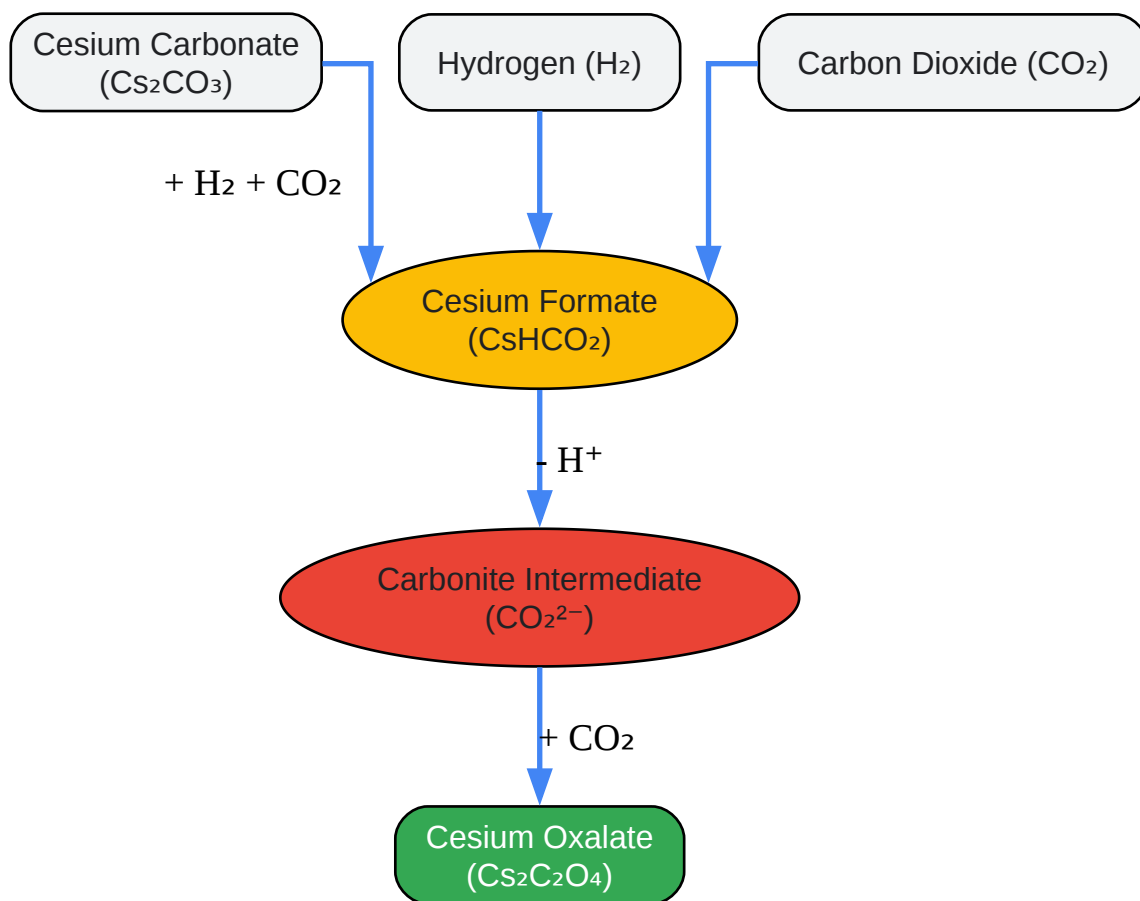 Cesium Carbonate
(Cs₂CO₃)
Hydrogen (H₂)
Carbon Dioxide (CO₂)
+ H₂ + CO₂
Cesium Formate
(CsHCO₂)
- H⁺
Carbonite Intermediate
(CO₂²⁻)
+ CO₂
Cesium Oxalate
(Cs₂C₂O₄)